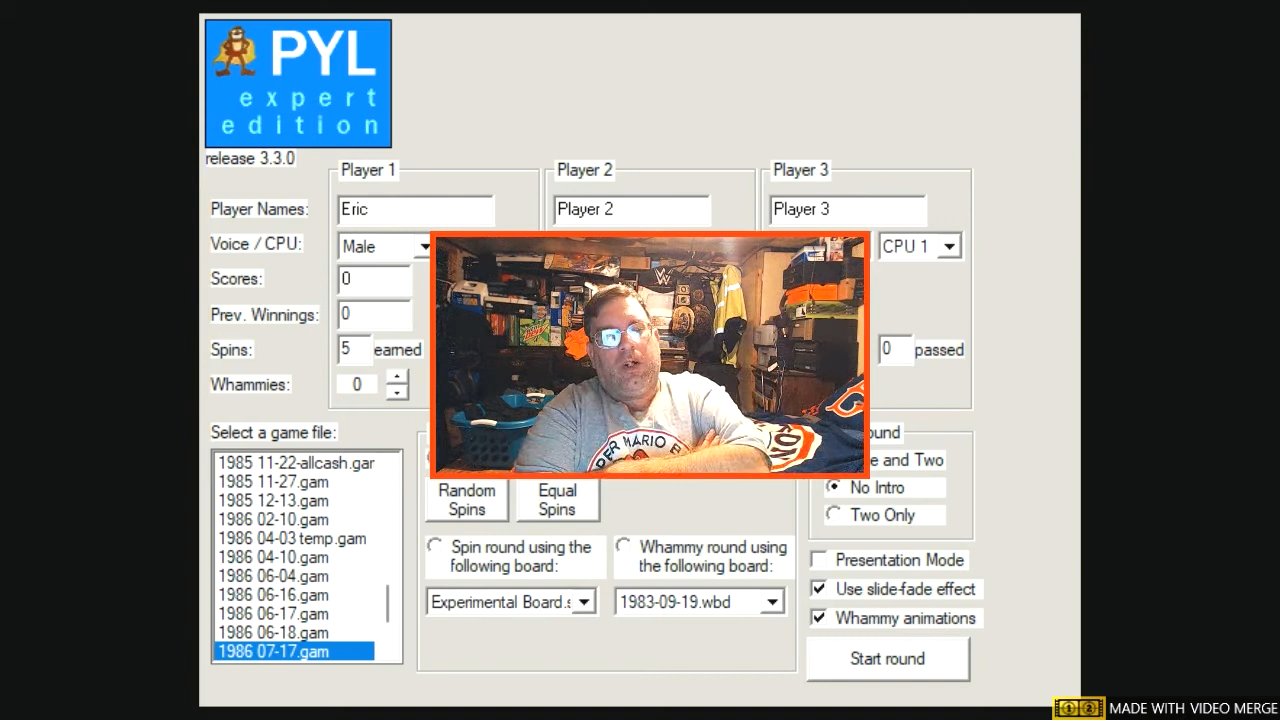 PYL
expert
edition
release 3.3.0
Player 1
Player 2
Player 3
Player Names:
Eric
Player 2
Player 3
Voice / CPU:
Male
CPU 1
Scores:
0
Prev. Winnings:
0
Spins:
5 earned
0 passed
Whammies:
0
Select a game file:
1985 11-22-allcash.gar
1985 11-27.gam
1985 12-13.gam
1986 02-10.gam
1986 04-03 temp.gam
1986 04-10.gam
1986 06-04.gam
1986 06-16.gam
1986 06-17.gam
1986 06-18.gam
1986 07-17.gam
Random
Spins
Equal
Spins
Spin round using the
following board:
Experimental Board.s
Whammy round using
the following board:
1983-09-19.wbd
and Two
No Intro
Two Only
Presentation Mode
Use slide-fade effect
Whammy animations
Start round
PER MARIO
W
MADE WITH VIDEO MERGE